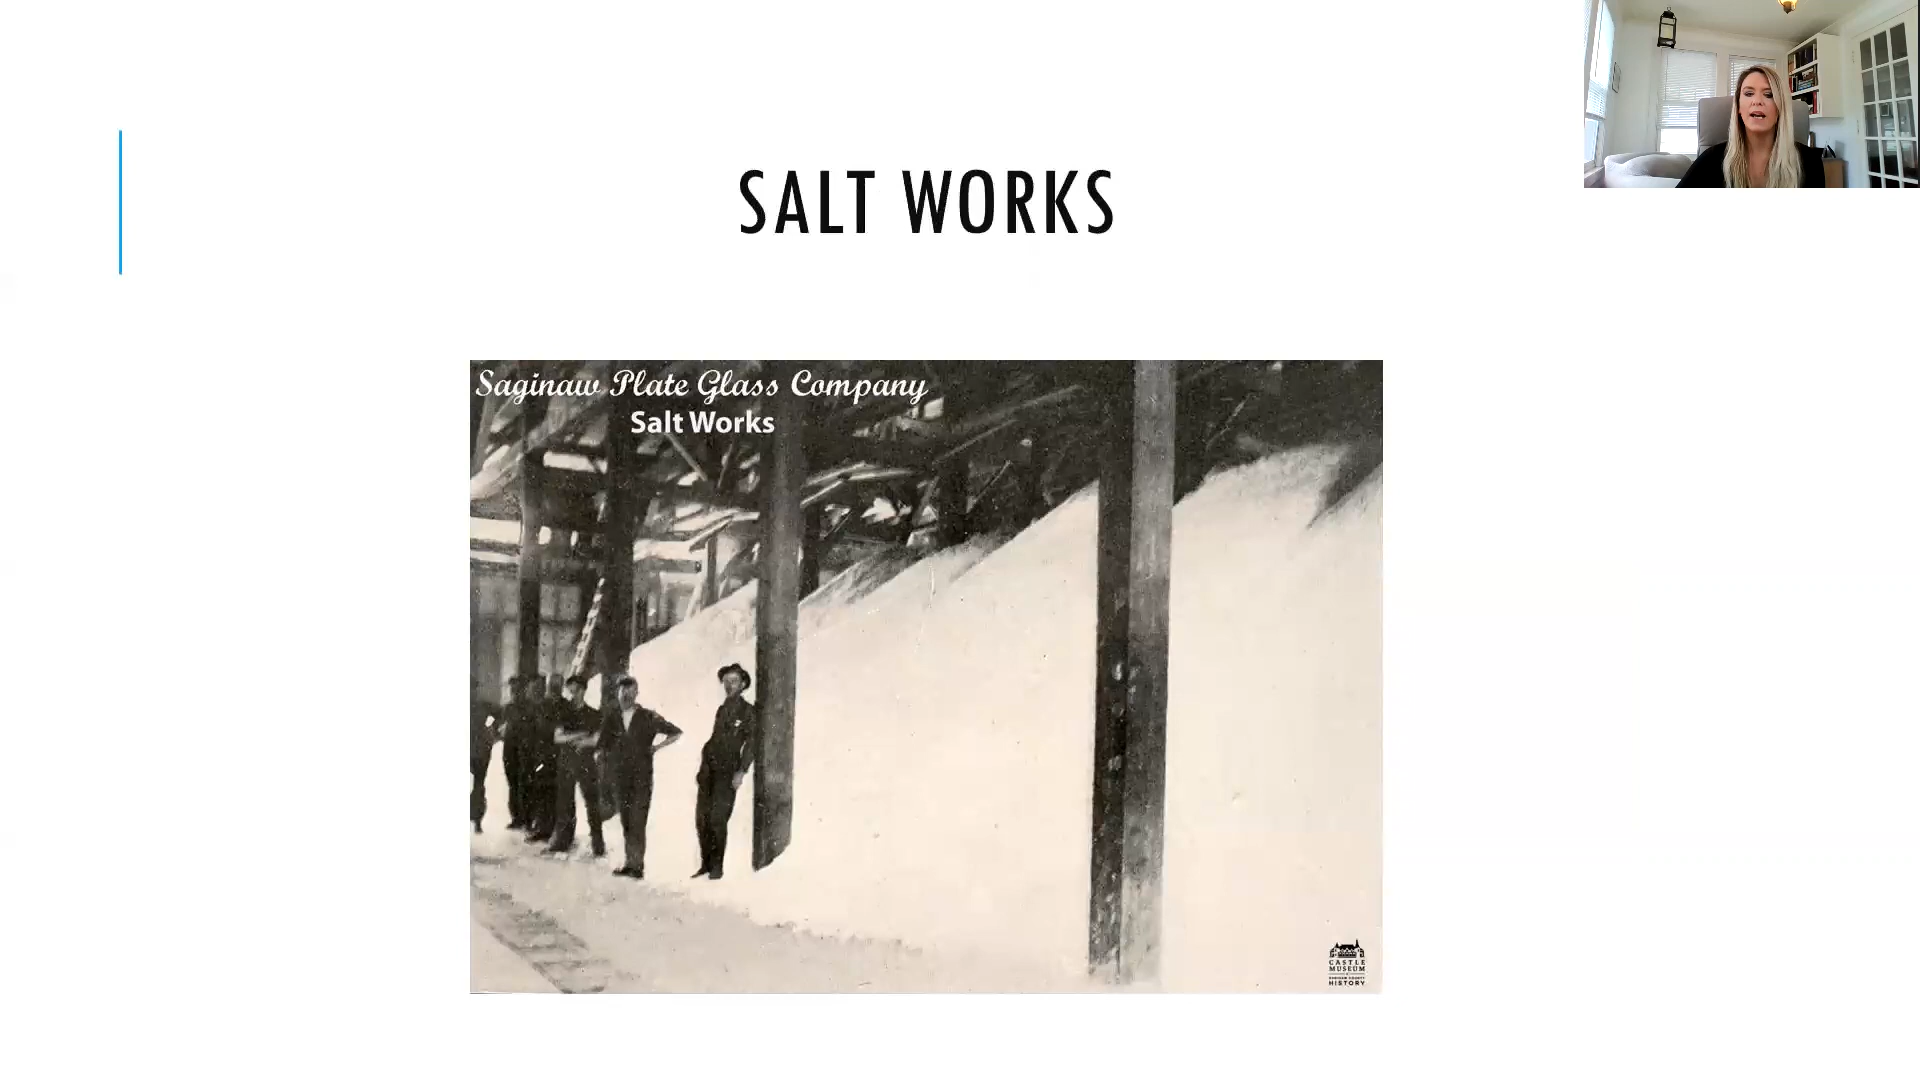 SALT WORKS
Saginaw Plate Glass Company
Salt Works
CASTLE
MUSEUM
HISTORY